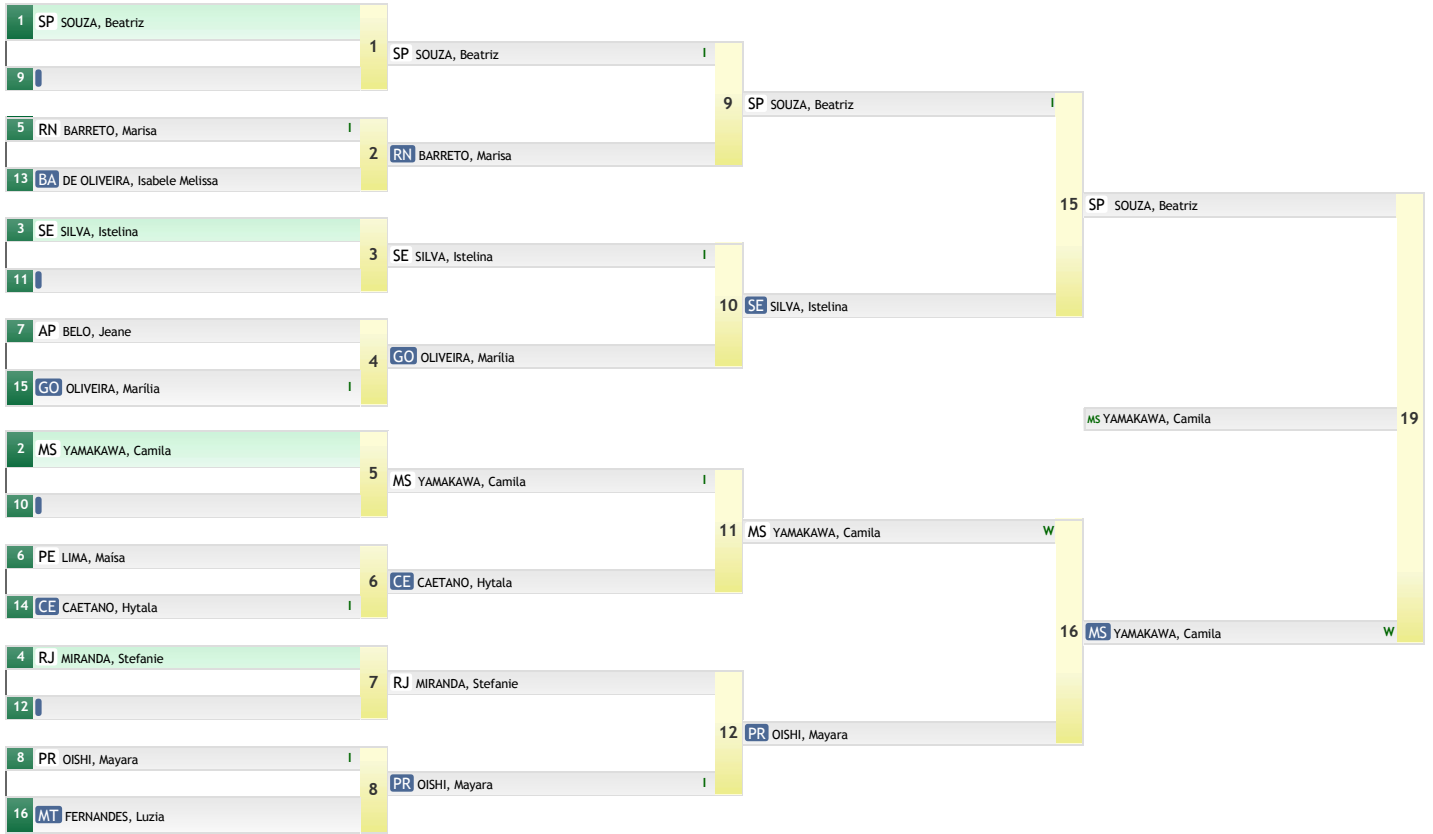 1 SP SOUZA, Beatriz
9
1
5 RN BARRETO, Marisa I
13 BA DE OLIVEIRA, Isabele Melissa
2
3 SE SILVA, Istelina
11
3
7 AP BELO, Jeane
15 GO OLIVEIRA, Marília I
4
2 MS YAMAKAWA, Camila
10
5
6 PE LIMA, Maísa
14 CE CAETANO, Hytala I
6
4 RJ MIRANDA, Stefanie
12
7
8 PR OISHI, Mayara I
16 MT FERNANDES, Luzia
8
SP SOUZA, Beatriz I
RN BARRETO, Marisa
9
SE SILVA, Istelina I
GO OLIVEIRA, Marília
10
MS YAMAKAWA, Camila I
CE CAETANO, Hytala
11
RJ MIRANDA, Stefanie
PR OISHI, Mayara I
12
SP SOUZA, Beatriz I
SE SILVA, Istelina
15
MS YAMAKAWA, Camila W
PR OISHI, Mayara
16
SP SOUZA, Beatriz
MS YAMAKAWA, Camila
19
MS YAMAKAWA, Camila W